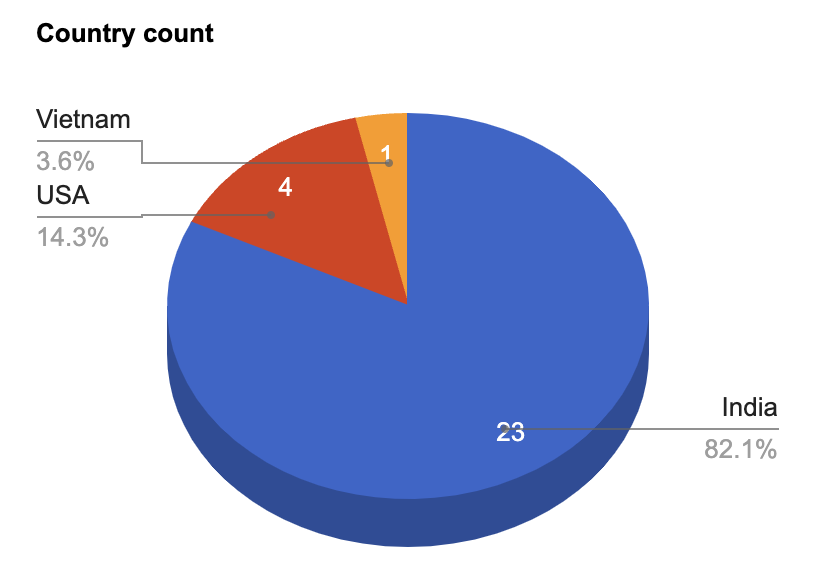 Country count
Vietnam
3.6%
USA
14.3%
1
4
23
India
82.1%